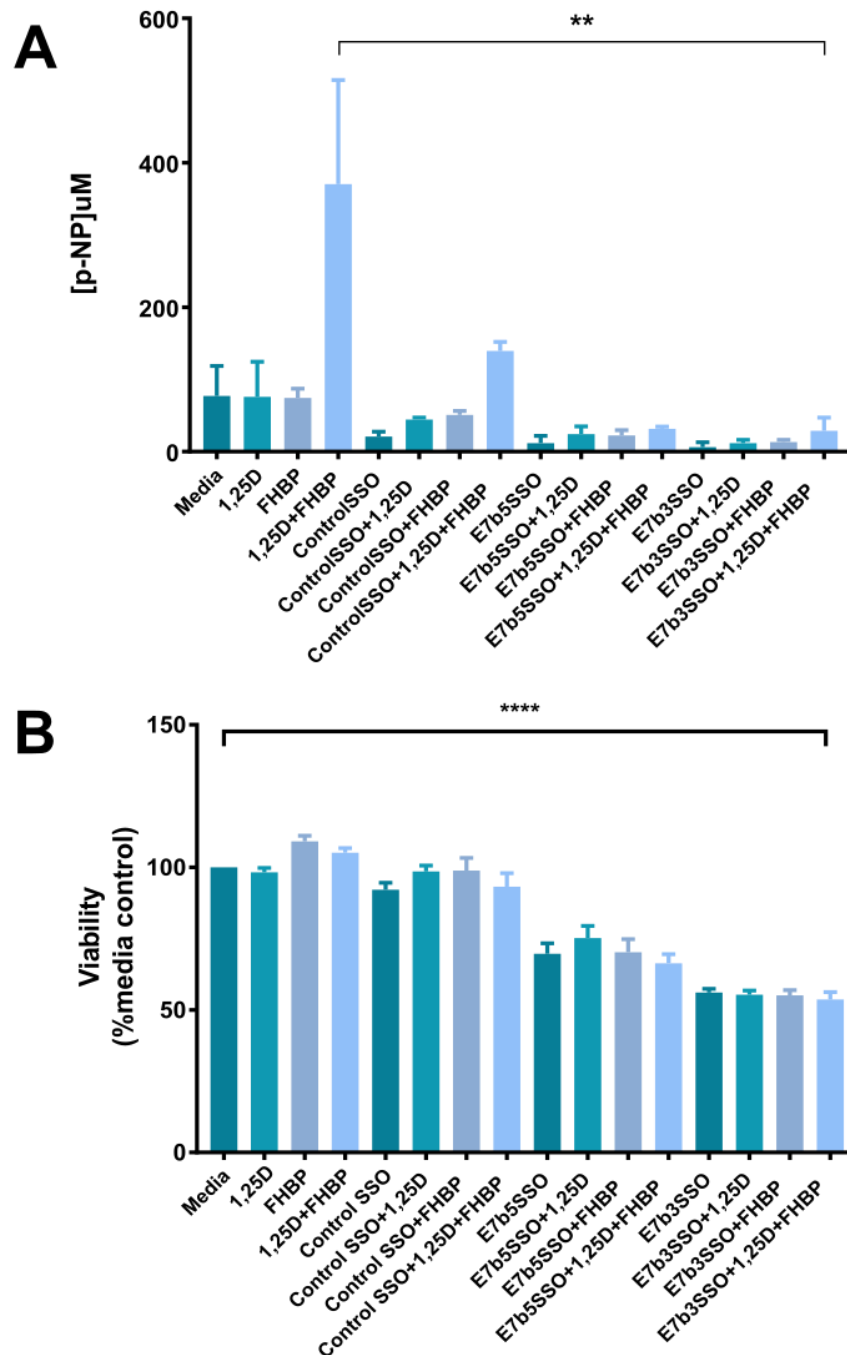 A
600
400
200
0
[p-NP]uM
**
Media
1,25D
FHBP
1,25D+FHBP
ControlSSO
ControlSSO+1,25D
ControlSSO+FHBP
ControlSSO+1,25D+FHBP
E7b5SSO
E7b5SSO+1,25D
E7b5SSO+FHBP
E7b5SSO+1,25D+FHBP
E7b3SSO
E7b3SSO+1,25D
E7b3SSO+FHBP
E7b3SSO+1,25D+FHBP
B
150
100
50
0
Viability
(%media control)
****
Media
1,25D
FHBP
1,25D+FHBP
Control SSO
Control SSO+1,25D
Control SSO+FHBP
Control SSO+1,25D+FHBP
E7b5SSO
E7b5SSO+1,25D
E7b5SSO+FHBP
E7b5SSO+1,25D+FHBP
E7b3SSO
E7b3SSO+1,25D
E7b3SSO+FHBP
E7b3SSO+1,25D+FHBP